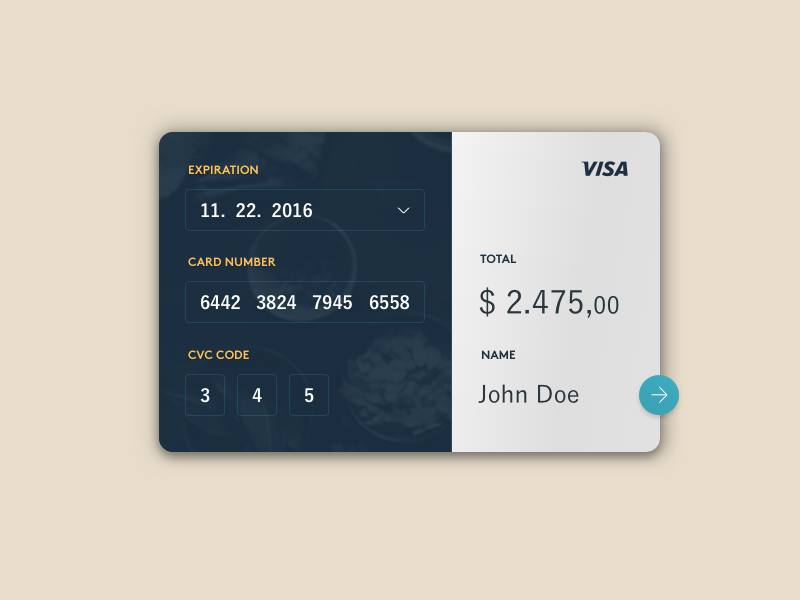 EXPIRATION
11. 22. 2016
CARD NUMBER
6442 3824 7945 6558
CVC CODE
3 4 5
VISA
TOTAL
$ 2.475,00
NAME
John Doe